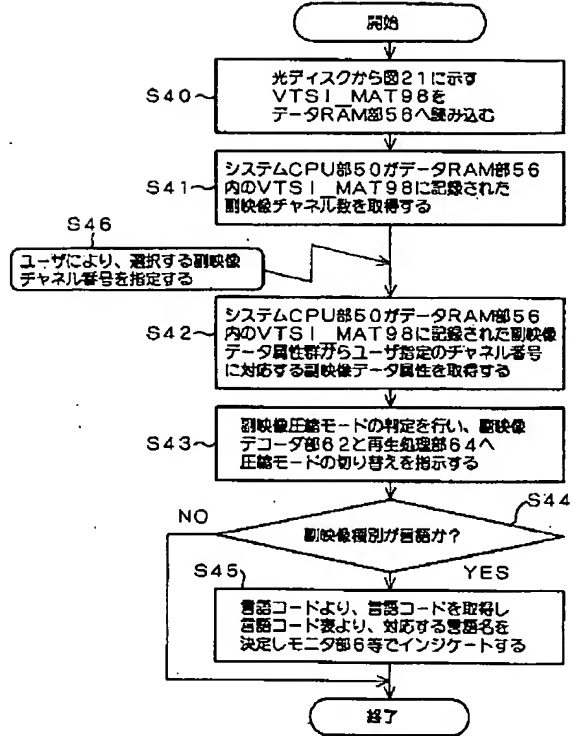 開始
S40
光ディスクから図21に示す
VTSI_MAT98を
データRAM部56へ読み込む
S41
システムCPU部50がデータRAM部56
内のVTSI_MAT98に記録された
副映像チャネル数を取得する
S46
ユーザにより、選択する副映像
チャネル番号を指定する
S42
システムCPU部50がデータRAM部56
内のVTSI_MAT98に記録された副映像
データ属性群からユーザ指定のチャネル番号
に対応する副映像データ属性を取得する
S43
副映像圧縮モードの判定を行い、副映像
デコーダ部62と再生処理部64へ
圧縮モードの切り替えを指示する
S44
副映像種別が言語か?
NO
YES
S45
言語コードより、言語コードを取得し
言語コード表より、対応する言語名を
決定しモニタ部6等でインジケートする
終了